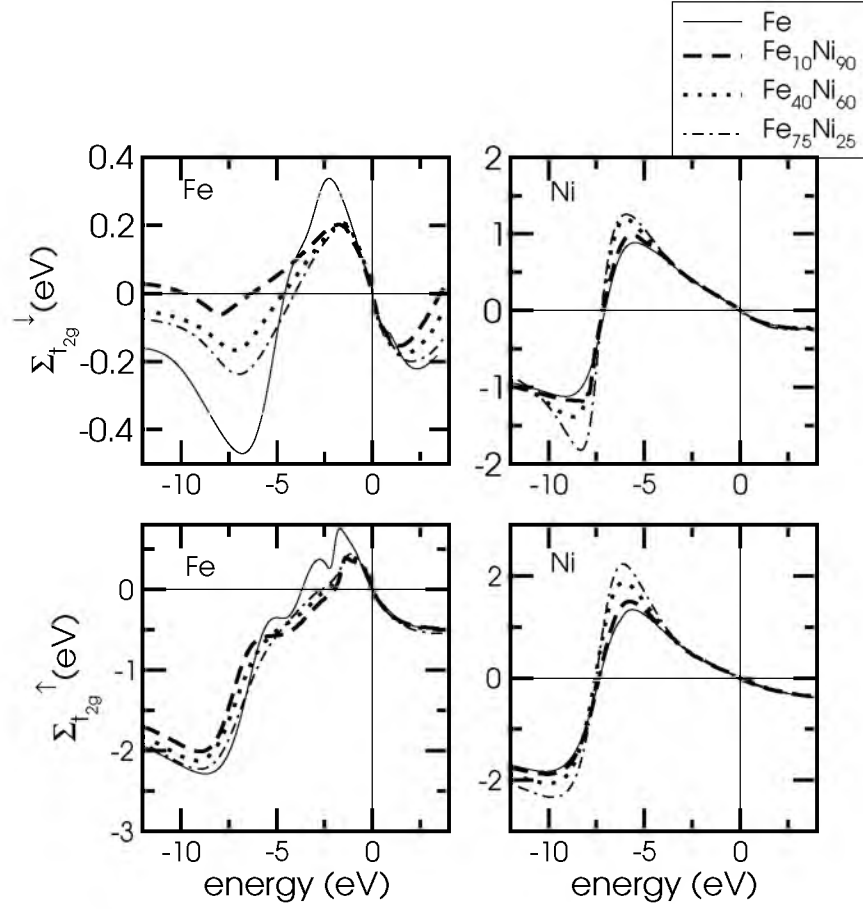 Fe
Fe₁₀Ni₉₀
Fe₄₀Ni₆₀
Fe₇₅Ni₂₅
0.4
0.2
0
-0.2
-0.4
Σt₂g↓(eV)
Fe
-10 -5 0
2
1
0
-1
-2
Ni
-10 -5 0
0
-1
-2
-3
Σt₂g↑(eV)
Fe
-10 -5 0
energy (eV)
2
0
-2
Ni
-10 -5 0
energy (eV)